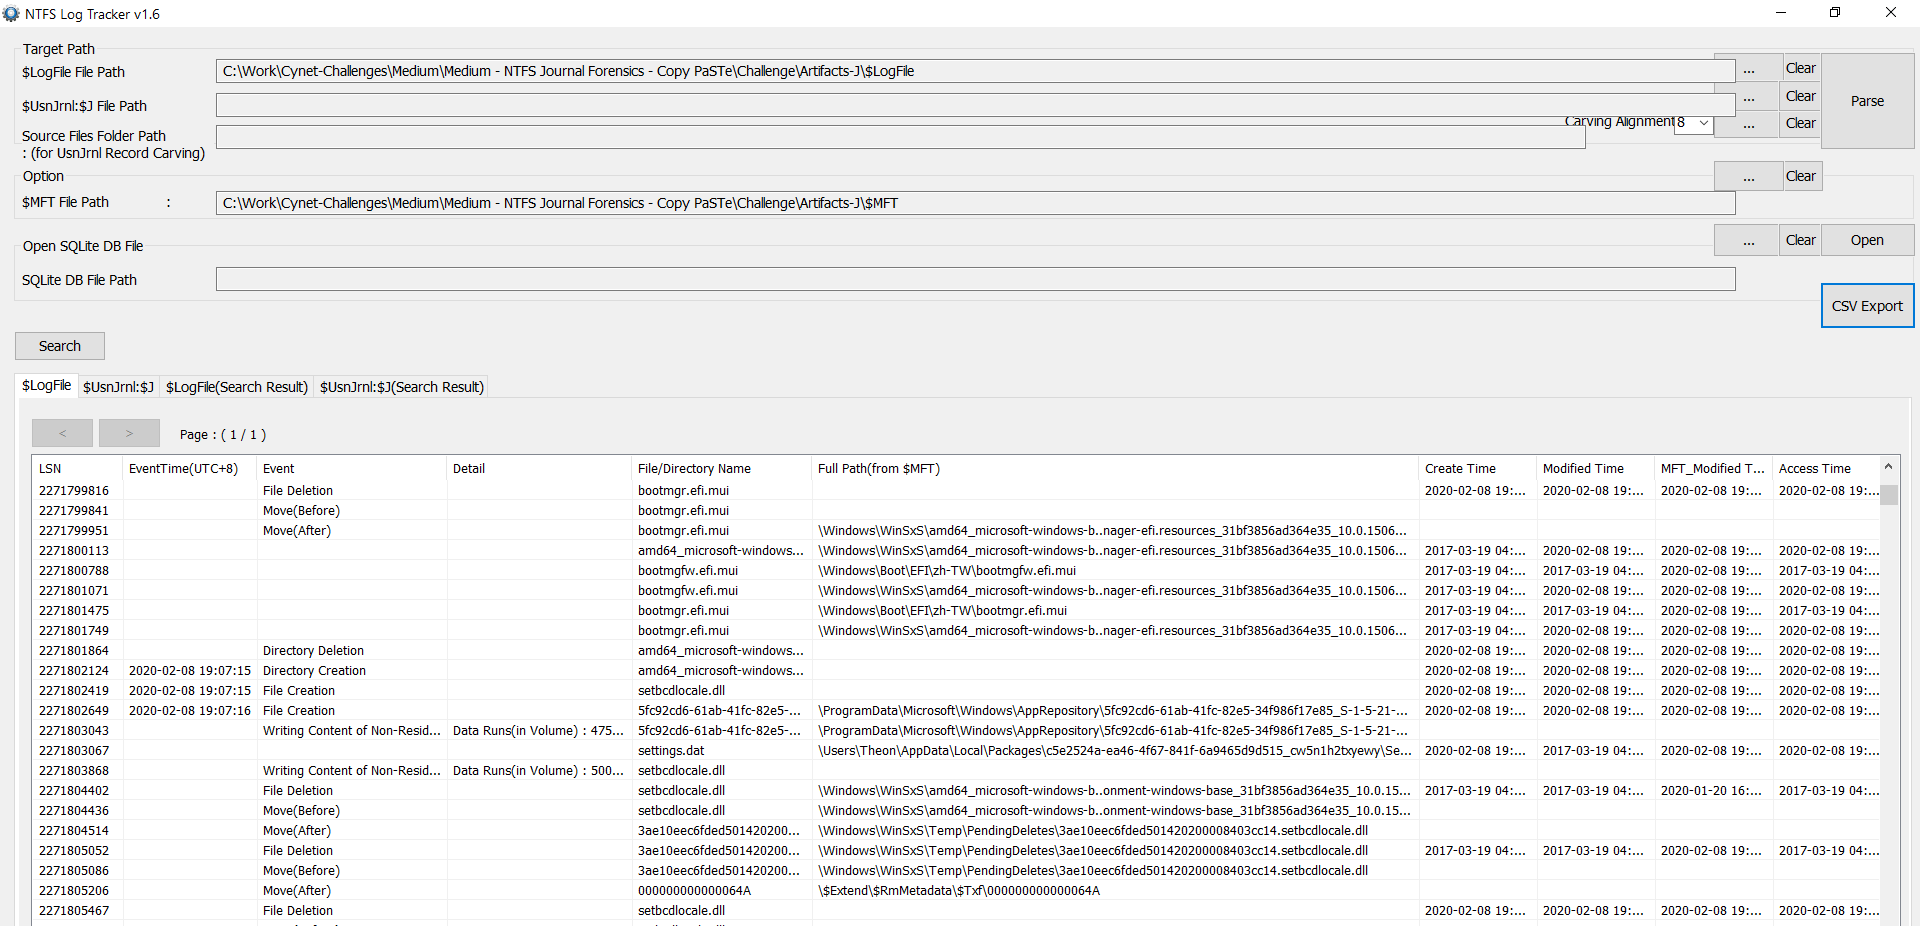 NTFS Log Tracker v1.6
Target Path
$LogFile File Path C:\Work\Cynet-Challenges\Medium\Medium - NTFS Journal Forensics - Copy PaSTe\Challenge\Artifacts-J\$LogFile ... Clear
$UsnJrnl:$J File Path ... Clear Parse
Source Files Folder Path Carving Alignment 8 ... Clear
: (for UsnJrnl Record Carving)
Option ... Clear
$MFT File Path : C:\Work\Cynet-Challenges\Medium\Medium - NTFS Journal Forensics - Copy PaSTe\Challenge\Artifacts-J\$MFT
Open SQLite DB File ... Clear Open
SQLite DB File Path
CSV Export
Search
$LogFile $UsnJrnl:$J $LogFile(Search Result) $UsnJrnl:$J(Search Result)
< > Page : ( 1 / 1 )
LSN EventTime(UTC+8) Event Detail File/Directory Name Full Path(from $MFT) Create Time Modified Time MFT_Modified T... Access Time
2271799816 File Deletion bootmgr.efi.mui 2020-02-08 19:... 2020-02-08 19:... 2020-02-08 19:... 2020-02-08 19:...
2271799841 Move(Before) bootmgr.efi.mui
2271799951 Move(After) bootmgr.efi.mui \Windows\WinSxS\amd64_microsoft-windows-b..nager-efi.resources_31bf3856ad364e35_10.0.1506...
2271800113 amd64_microsoft-windows... \Windows\WinSxS\amd64_microsoft-windows-b..nager-efi.resources_31bf3856ad364e35_10.0.1506... 2017-03-19 04:... 2020-02-08 19:... 2020-02-08 19:... 2020-02-08 19:...
2271800788 bootmgfw.efi.mui \Windows\Boot\EFI\zh-TW\bootmgfw.efi.mui 2017-03-19 04:... 2017-03-19 04:... 2020-02-08 19:... 2017-03-19 04:...
2271801071 bootmgfw.efi.mui \Windows\WinSxS\amd64_microsoft-windows-b..nager-efi.resources_31bf3856ad364e35_10.0.1506... 2017-03-19 04:... 2020-02-08 19:... 2020-02-08 19:... 2020-02-08 19:...
2271801475 bootmgr.efi.mui \Windows\Boot\EFI\zh-TW\bootmgr.efi.mui 2017-03-19 04:... 2017-03-19 04:... 2020-02-08 19:... 2017-03-19 04:...
2271801749 bootmgr.efi.mui \Windows\WinSxS\amd64_microsoft-windows-b..nager-efi.resources_31bf3856ad364e35_10.0.1506... 2017-03-19 04:... 2020-02-08 19:... 2020-02-08 19:... 2020-02-08 19:...
2271801864 Directory Deletion amd64_microsoft-windows... 2020-02-08 19:... 2020-02-08 19:... 2020-02-08 19:... 2020-02-08 19:...
2271802124 2020-02-08 19:07:15 Directory Creation amd64_microsoft-windows... 2020-02-08 19:... 2020-02-08 19:... 2020-02-08 19:... 2020-02-08 19:...
2271802419 2020-02-08 19:07:15 File Creation setbcdlocale.dll 2020-02-08 19:... 2020-02-08 19:... 2020-02-08 19:... 2020-02-08 19:...
2271802649 2020-02-08 19:07:16 File Creation 5fc92cd6-61ab-41fc-82e5-... \ProgramData\Microsoft\Windows\AppRepository\5fc92cd6-61ab-41fc-82e5-34f986f17e85_S-1-5-21-... 2020-02-08 19:... 2020-02-08 19:... 2020-02-08 19:... 2020-02-08 19:...
2271803043 Writing Content of Non-Resid... Data Runs(in Volume) : 475... 5fc92cd6-61ab-41fc-82e5-... \ProgramData\Microsoft\Windows\AppRepository\5fc92cd6-61ab-41fc-82e5-34f986f17e85_S-1-5-21-...
2271803067 settings.dat \Users\Theon\AppData\Local\Packages\c5e2524a-ea46-4f67-841f-6a9465d9d515_cw5n1h2txyewy\Se... 2020-02-08 19:... 2017-03-19 04:... 2020-02-08 19:... 2020-02-08 19:...
2271803868 Writing Content of Non-Resid... Data Runs(in Volume) : 500... setbcdlocale.dll
2271804402 File Deletion setbcdlocale.dll \Windows\WinSxS\amd64_microsoft-windows-b..onment-windows-base_31bf3856ad364e35_10.0.15... 2017-03-19 04:... 2017-03-19 04:... 2020-01-20 16:... 2017-03-19 04:...
2271804436 Move(Before) setbcdlocale.dll \Windows\WinSxS\amd64_microsoft-windows-b..onment-windows-base_31bf3856ad364e35_10.0.15...
2271804514 Move(After) 3ae10eec6fded501420200... \Windows\WinSxS\Temp\PendingDeletes\3ae10eec6fded501420200008403cc14.setbcdlocale.dll
2271805052 File Deletion 3ae10eec6fded501420200... \Windows\WinSxS\Temp\PendingDeletes\3ae10eec6fded501420200008403cc14.setbcdlocale.dll 2017-03-19 04:... 2017-03-19 04:... 2020-02-08 19:... 2017-03-19 04:...
2271805086 Move(Before) 3ae10eec6fded501420200... \Windows\WinSxS\Temp\PendingDeletes\3ae10eec6fded501420200008403cc14.setbcdlocale.dll
2271805206 Move(After) 000000000000064A \$Extend\$RmMetadata\$Txf\000000000000064A
2271805467 File Deletion setbcdlocale.dll 2020-02-08 19:... 2020-02-08 19:... 2020-02-08 19:... 2020-02-08 19:...